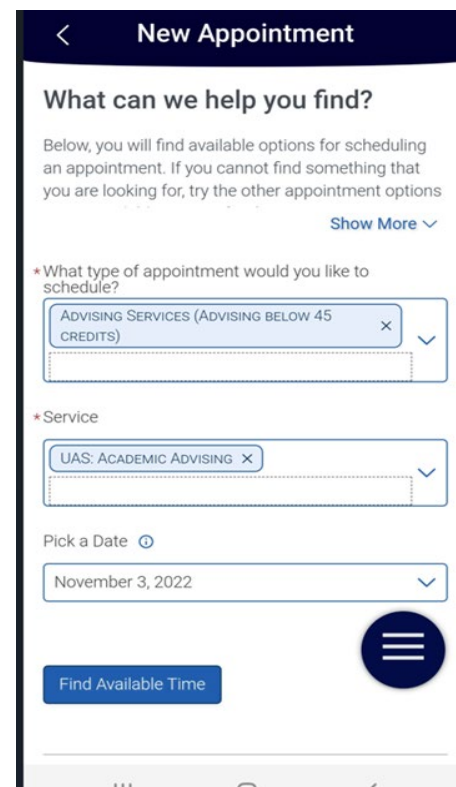 New Appointment
What can we help you find?
Below, you will find available options for scheduling
an appointment. If you cannot find something that
you are looking for, try the other appointment options
Show More
*What type of appointment would you like to
schedule?
ADVISING SERVICES (ADVISING BELOW 45
CREDITS) ×
*Service
UAS: ACADEMIC ADVISING ×
Pick a Date
November 3, 2022
Find Available Time